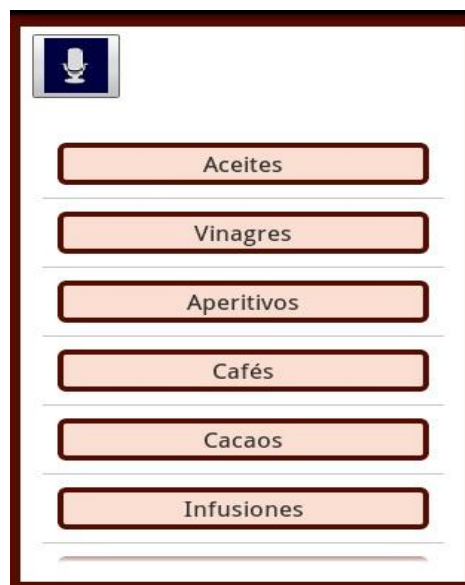 Aceites
Vinagres
Aperitivos
Cafés
Cacaos
Infusiones